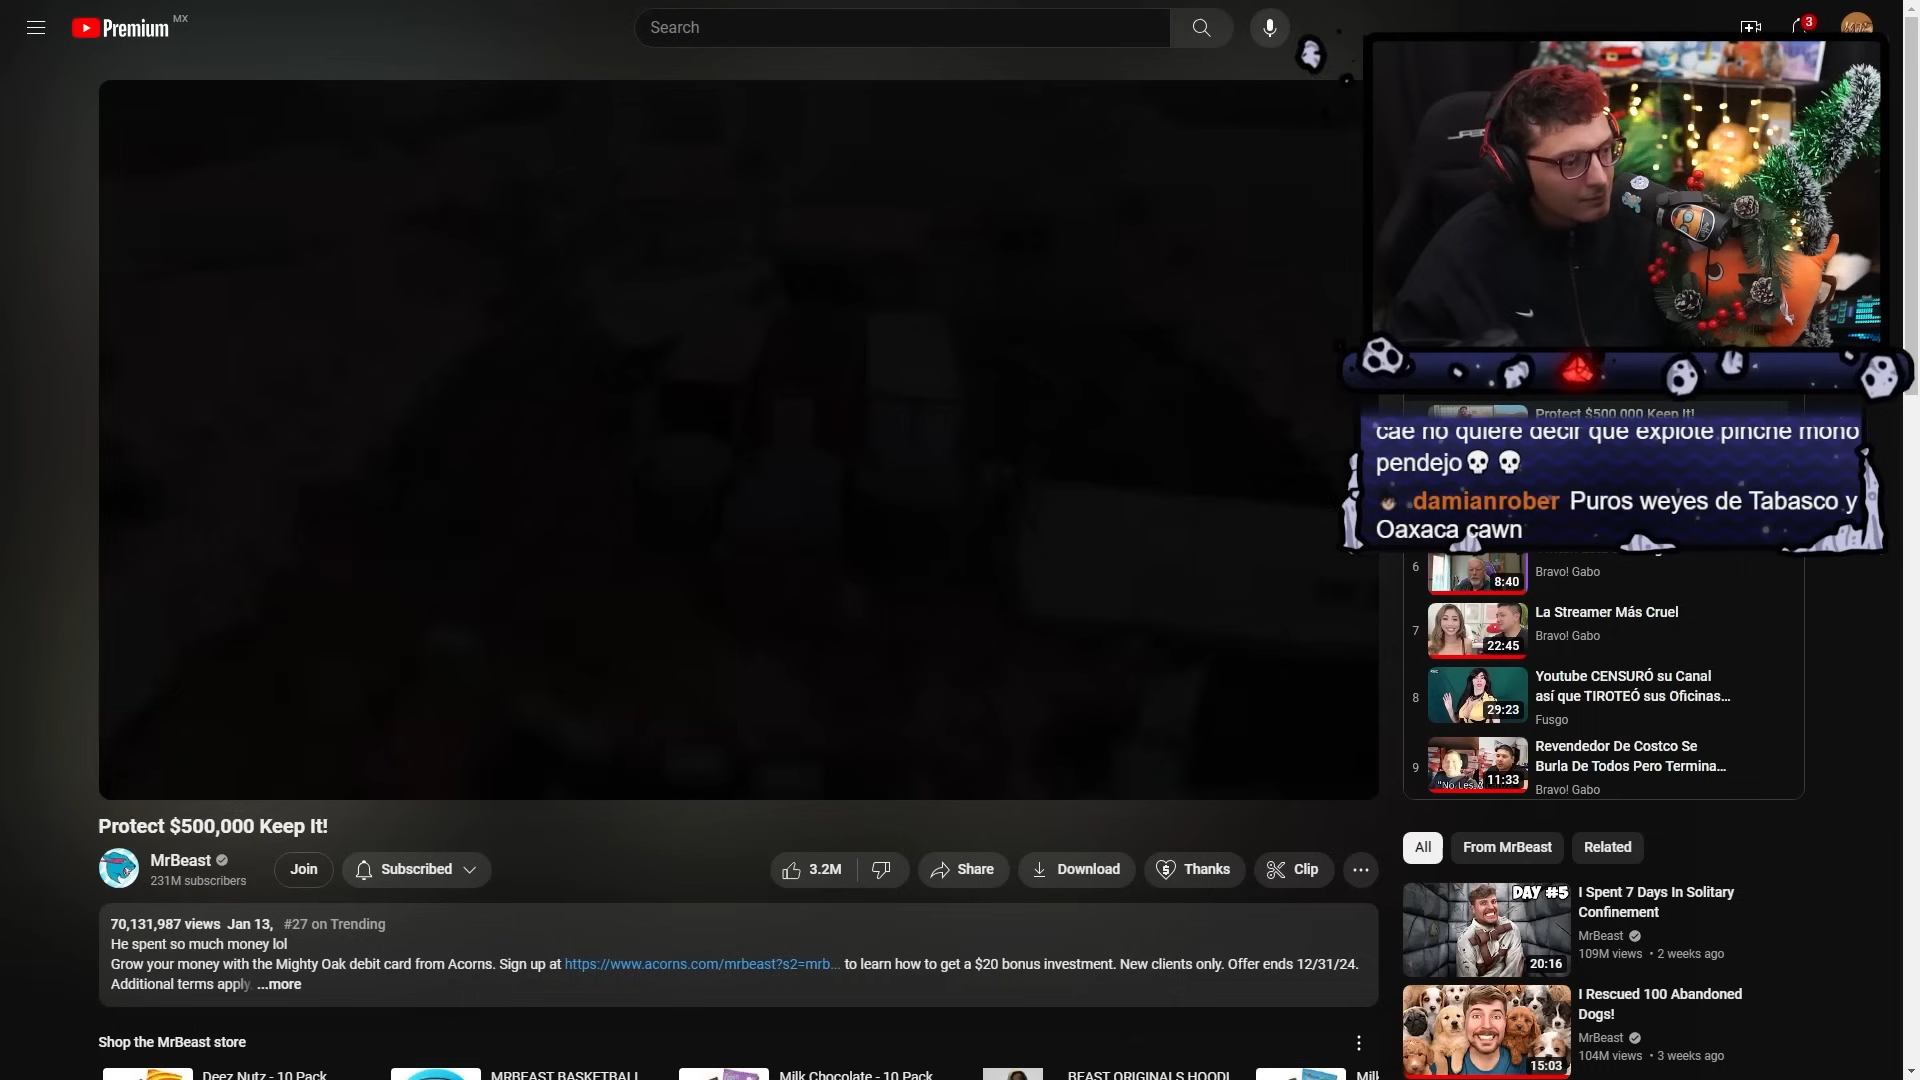 Premium MX
Search
3
Protect $500,000 Keep It!
cae no quiere decir que explote pinche mono
pendejo💀💀
damianrober Puros weyes de Tabasco y
Oaxaca cawn
6
8:40
Bravo! Gabo
7
22:45
La Streamer Más Cruel
Bravo! Gabo
8
29:23
Youtube CENSURÓ su Canal
así que TIROTEÓ sus Oficinas...
Fusgo
9
"No Les
11:33
Revendedor De Costco Se
Burla De Todos Pero Termina...
Bravo! Gabo
Protect $500,000 Keep It!
MrBeast
231M subscribers
Join
Subscribed
3.2M
Share
Download
Thanks
Clip
70,131,987 views Jan 13, #27 on Trending
He spent so much money lol
Grow your money with the Mighty Oak debit card from Acorns. Sign up at https://www.acorns.com/mrbeast?s2=mrb... to learn how to get a $20 bonus investment. New clients only. Offer ends 12/31/24.
Additional terms apply ...more
Shop the MrBeast store
Deez Nutz - 10 Pack
MRBEAST BASKETBALL
Milk Chocolate - 10 Pack
BEAST ORIGINALS HOODI
Mil
All
From MrBeast
Related
DAY #5
20:16
I Spent 7 Days In Solitary
Confinement
MrBeast
109M views • 2 weeks ago
15:03
I Rescued 100 Abandoned
Dogs!
MrBeast
104M views • 3 weeks ago